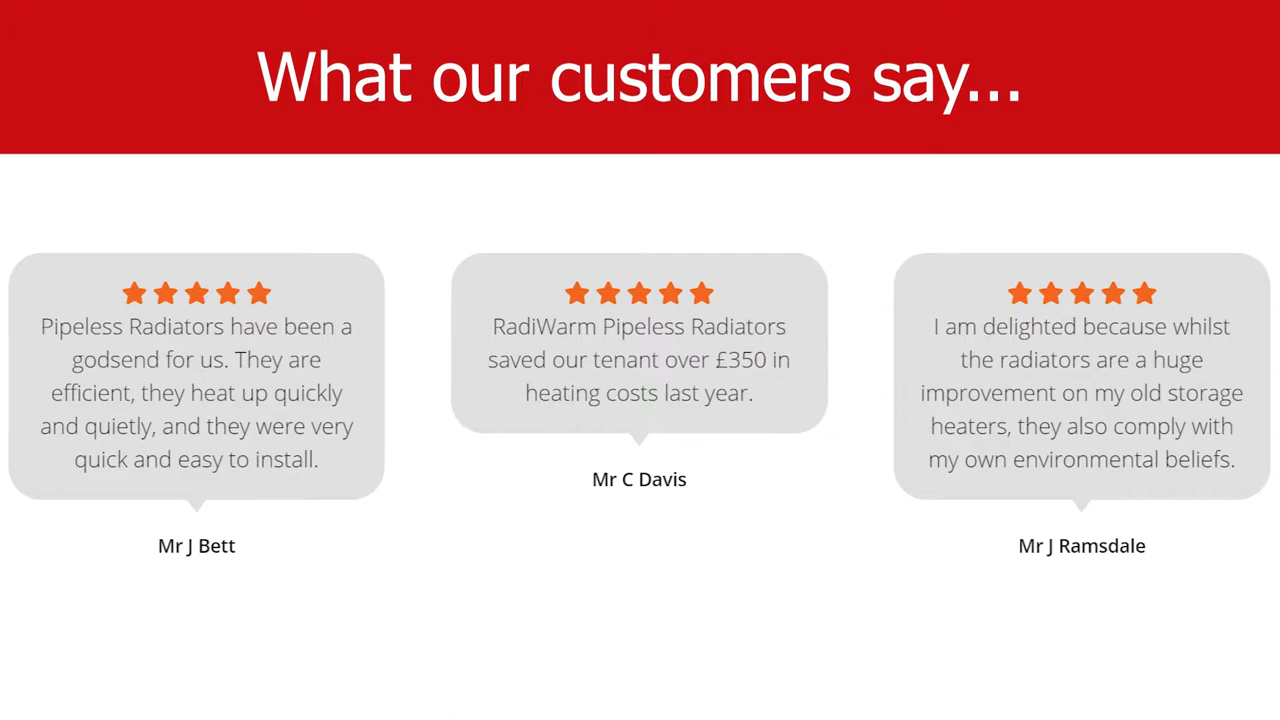 What our customers say...
Pipeless Radiators have been a
godsend for us. They are
efficient, they heat up quickly
and quietly, and they were very
quick and easy to install.
Mr J Bett
RadiWarm Pipeless Radiators
saved our tenant over £350 in
heating costs last year.
Mr C Davis
I am delighted because whilst
the radiators are a huge
improvement on my old storage
heaters, they also comply with
my own environmental beliefs.
Mr J Ramsdale